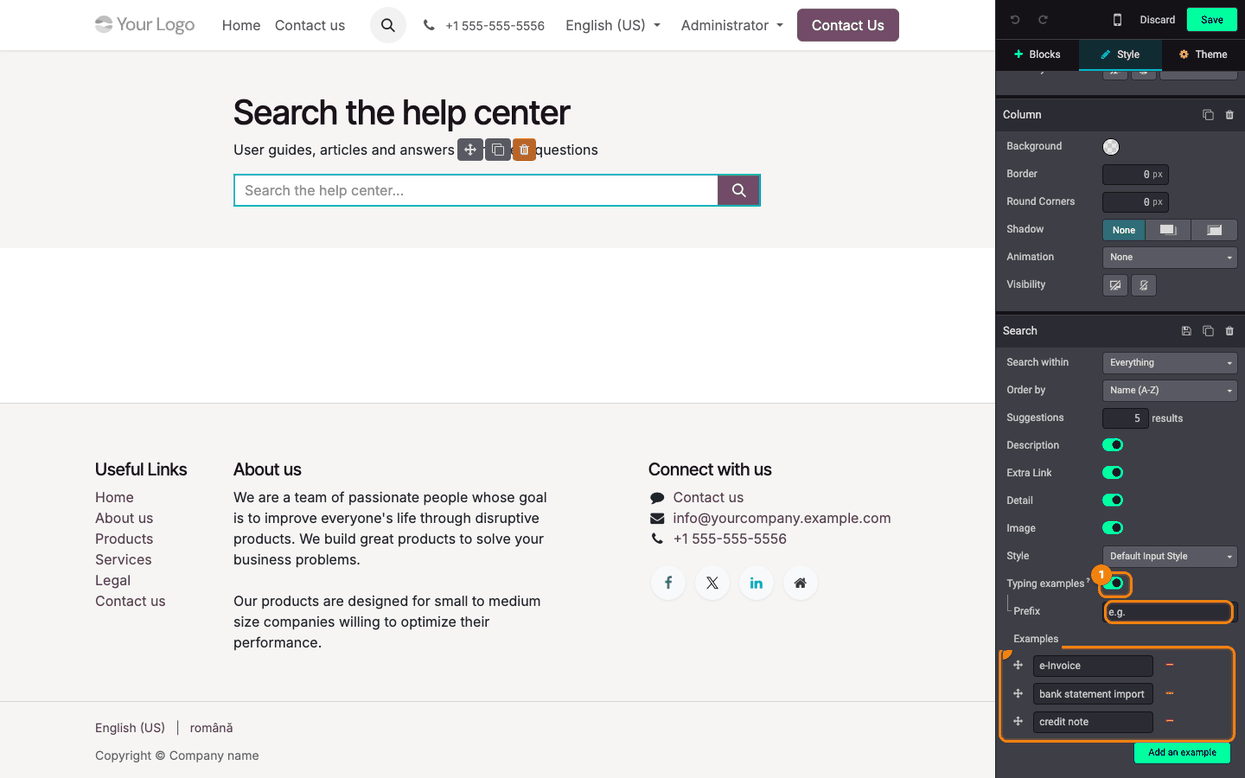 Your Logo
Home
Contact us
+1 555-555-5556
English (US)
Administrator
Contact Us
Discard
Save
Blocks
Style
Theme
Search the help center
User guides, articles and answers
questions
Search the help center...
Column
Background
Border
0 px
Round Corners
0 px
Shadow
None
Animation
None
Visibility
Search
Search within
Everything
Order by
Name (A-Z)
Suggestions
5 results
Description
Extra Link
Detail
Image
Style
Default Input Style
Typing examples ?
1
Prefix
e.g.
Examples
e-Invoice
bank statement import
credit note
Add an example
Useful Links
Home
About us
Products
Services
Legal
Contact us
About us
We are a team of passionate people whose goal
is to improve everyone's life through disruptive
products. We build great products to solve your
business problems.
Our products are designed for small to medium
size companies willing to optimize their
performance.
Connect with us
Contact us
info@yourcompany.example.com
+1 555-555-5556
English (US)
română
Copyright © Company name